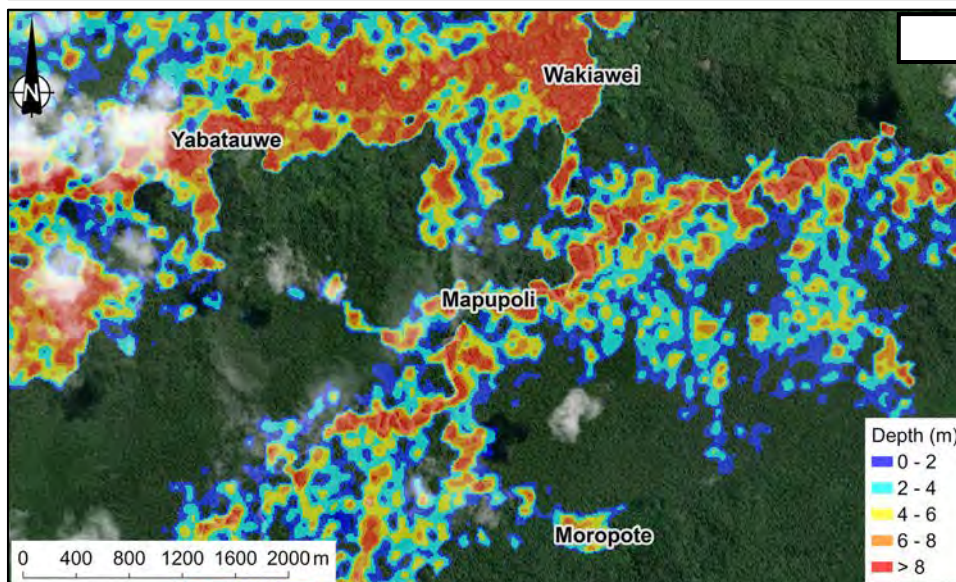 N
Wakiawei
Yabatauwe
Mapupoli
Moropote
Depth (m)
0 - 2
2 - 4
4 - 6
6 - 8
> 8
0 400 800 1200 1600 2000 m